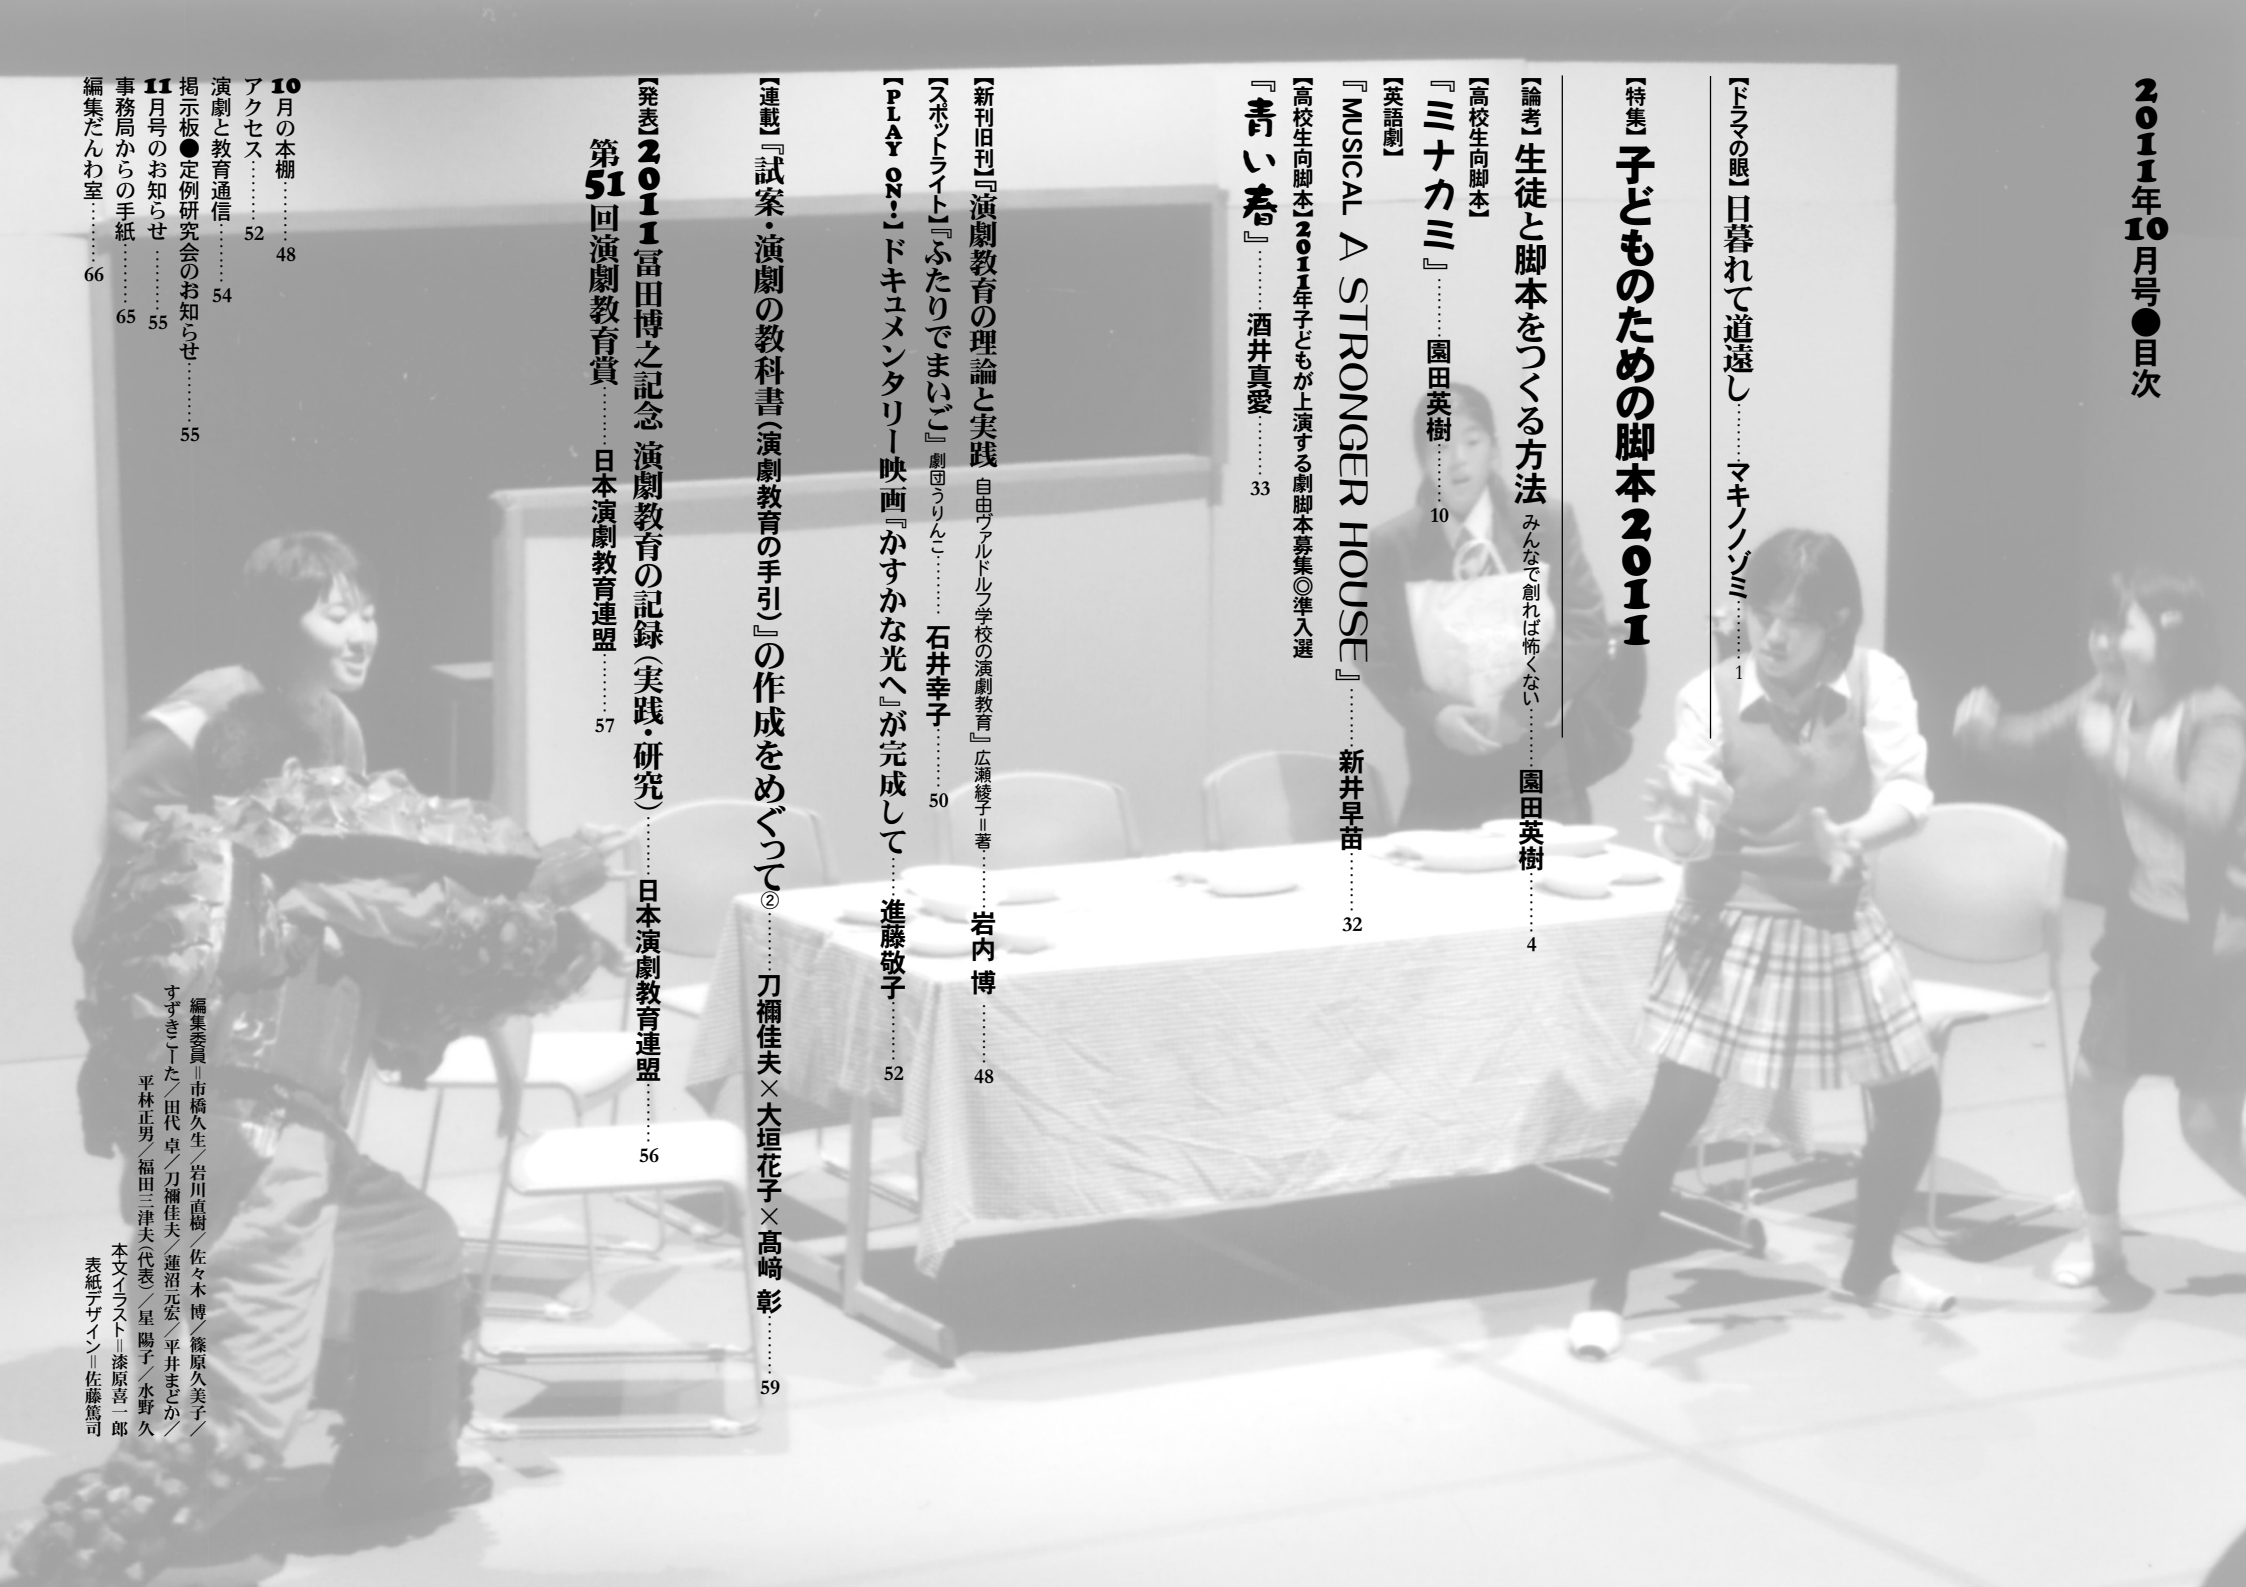 2011年10月号●目次
【ドラマの眼】日暮れて道遠し………マキノノゾミ………1
【特集】子どものための脚本2011
【論考】生徒と脚本をつくる方法 みんなで創れば怖くない………園田英樹………4
【高校生向脚本】
『ミナカミ』………園田英樹………10
【英語劇】
『MUSICAL A STRONGER HOUSE』………新井早苗………32
【高校生向脚本】2011年子どもが上演する劇脚本募集◎準入選
『青い春』………酒井真愛………33
【新刊旧刊】『演劇教育の理論と実践 自由ヴァルドルフ学校の演劇教育』広瀬綾子＝著………岩内 博………48
【スポットライト】『ふたりでまいご』劇団うりんこ………石井幸子………50
【PLAY ON!】ドキュメンタリー映画『かすかな光へ』が完成して………進藤敬子………52
【連載】『試案・演劇の教科書（演劇教育の手引）』の作成をめぐって②………刀禰佳夫×大垣花子×髙﨑 彰………59
【発表】2011冨田博之記念 演劇教育の記録（実践・研究）………日本演劇教育連盟………56
第51回演劇教育賞………日本演劇教育連盟………57
10月の本棚………48
アクセス………52
演劇と教育通信………54
掲示板●定例研究会のお知らせ………55
11月号のお知らせ………55
事務局からの手紙………65
編集だんわ室………66
編集委員＝市橋久生／岩川直樹／佐々木 博／篠原久美子／
すずきこーた／田代 卓／刀禰佳夫／蓮沼元宏／平井まどか／
平林正男／福田三津夫（代表）／星 陽子／水野 久
本文イラスト＝漆原喜一郎
表紙デザイン＝佐藤篤司